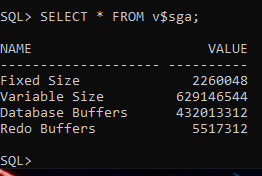 SQL> SELECT * FROM v$sga;
NAME                      VALUE
-------------------- ----------
Fixed Size              2260048
Variable Size         629146544
Database Buffers      432013312
Redo Buffers            5517312
SQL>